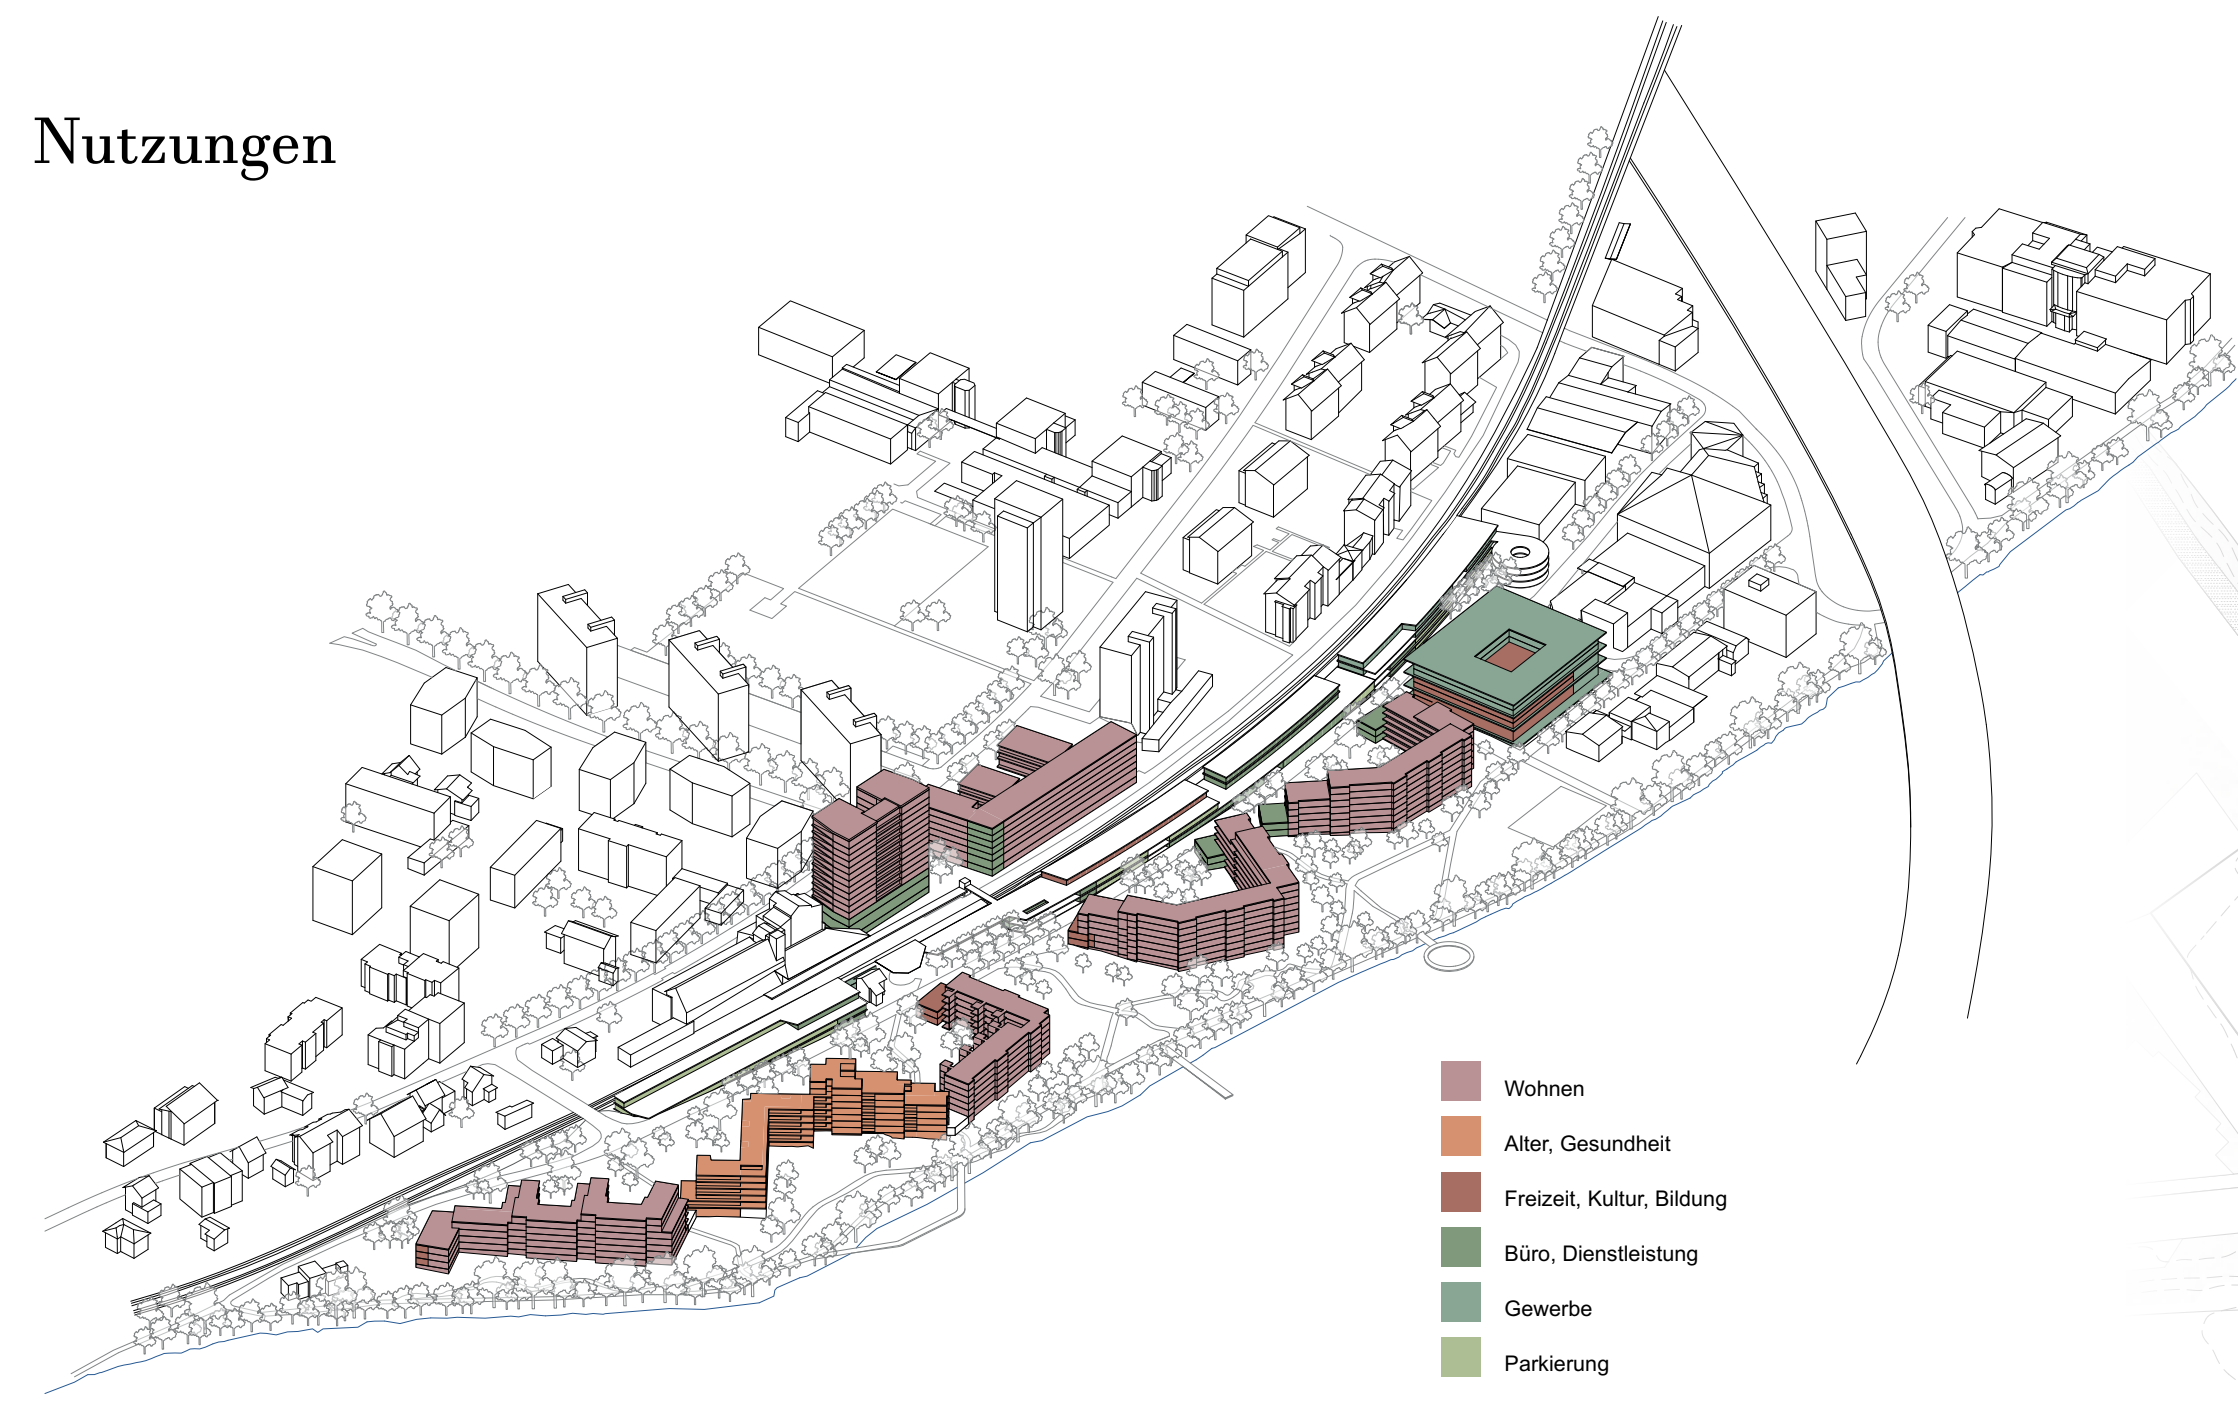 Nutzungen
Wohnen
Alter, Gesundheit
Freizeit, Kultur, Bildung
Büro, Dienstleistung
Gewerbe
Parkierung